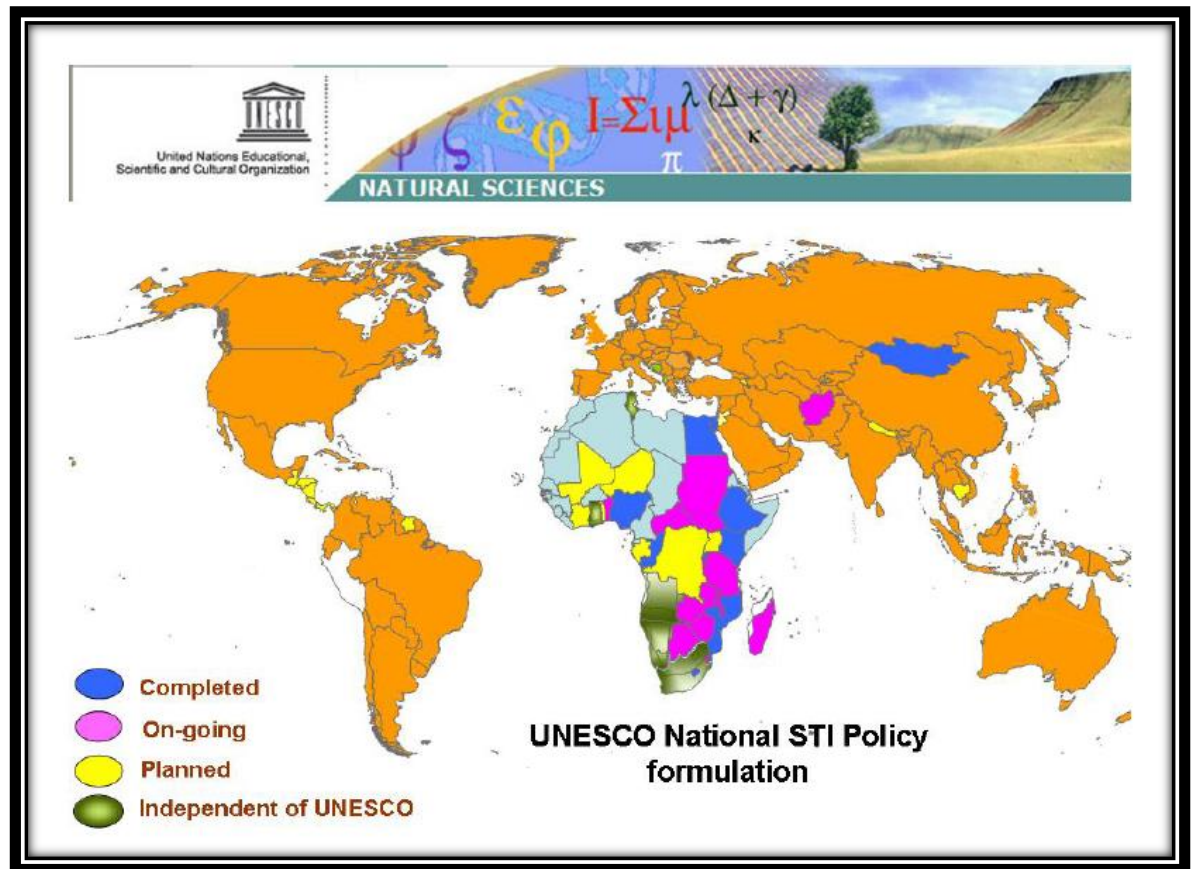 UNESCO
United Nations Educational,
Scientific and Cultural Organization
ψ ζ ε φ I=Σιμ λ (Δ + γ)
κ
π
NATURAL SCIENCES
Completed
On-going
Planned
Independent of UNESCO
UNESCO National STI Policy
formulation